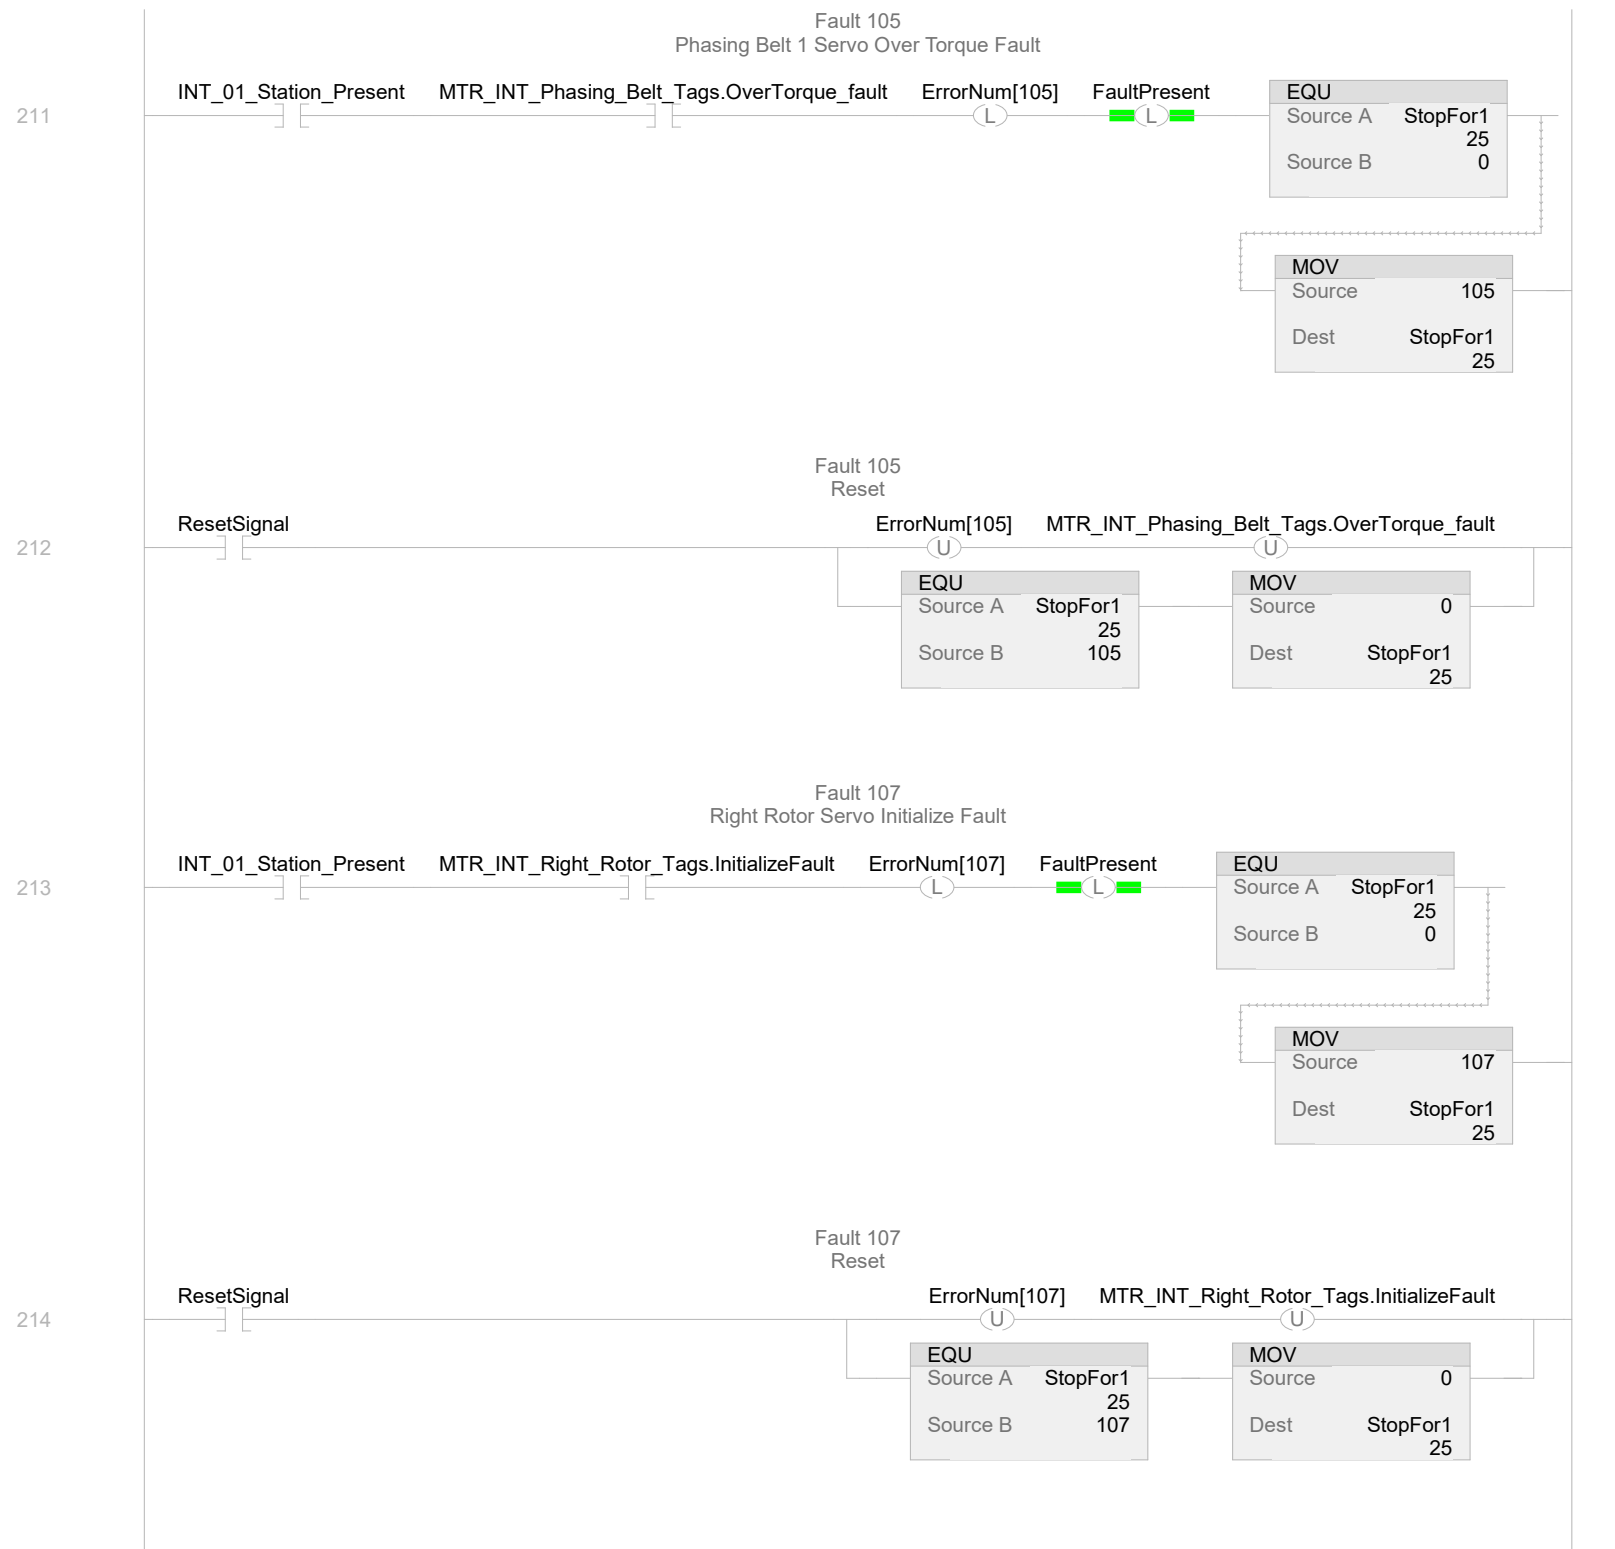 Fault 105
Phasing Belt 1 Servo Over Torque Fault
211
INT_01_Station_Present MTR_INT_Phasing_Belt_Tags.OverTorque_fault ErrorNum[105] FaultPresent
L L
EQU
Source A StopFor1
25
Source B 0
MOV
Source 105
Dest StopFor1
25
Fault 105
Reset
212
ResetSignal ErrorNum[105] MTR_INT_Phasing_Belt_Tags.OverTorque_fault
U U
EQU
Source A StopFor1
25
Source B 105
MOV
Source 0
Dest StopFor1
25
Fault 107
Right Rotor Servo Initialize Fault
213
INT_01_Station_Present MTR_INT_Right_Rotor_Tags.InitializeFault ErrorNum[107] FaultPresent
L L
EQU
Source A StopFor1
25
Source B 0
MOV
Source 107
Dest StopFor1
25
Fault 107
Reset
214
ResetSignal ErrorNum[107] MTR_INT_Right_Rotor_Tags.InitializeFault
U U
EQU
Source A StopFor1
25
Source B 107
MOV
Source 0
Dest StopFor1
25